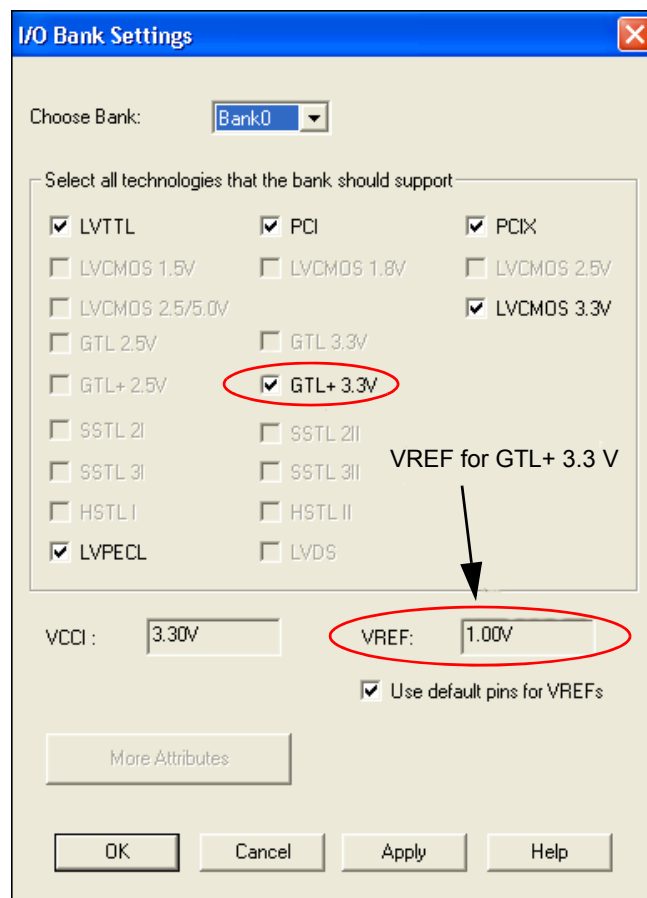 I/O Bank Settings
Choose Bank: Bank0
Select all technologies that the bank should support
LVTTL PCI PCIX
LVCMOS 1.5V LVCMOS 1.8V LVCMOS 2.5V
LVCMOS 2.5/5.0V LVCMOS 3.3V
GTL 2.5V GTL 3.3V
GTL+ 2.5V GTL+ 3.3V
SSTL 2I SSTL 2II
VREF for GTL+ 3.3 V
SSTL 3I SSTL 3II
HSTL I HSTL II
LVPECL LVDS
VCCI : 3.30V VREF: 1.00V
Use default pins for VREFs
More Attributes
OK Cancel Apply Help